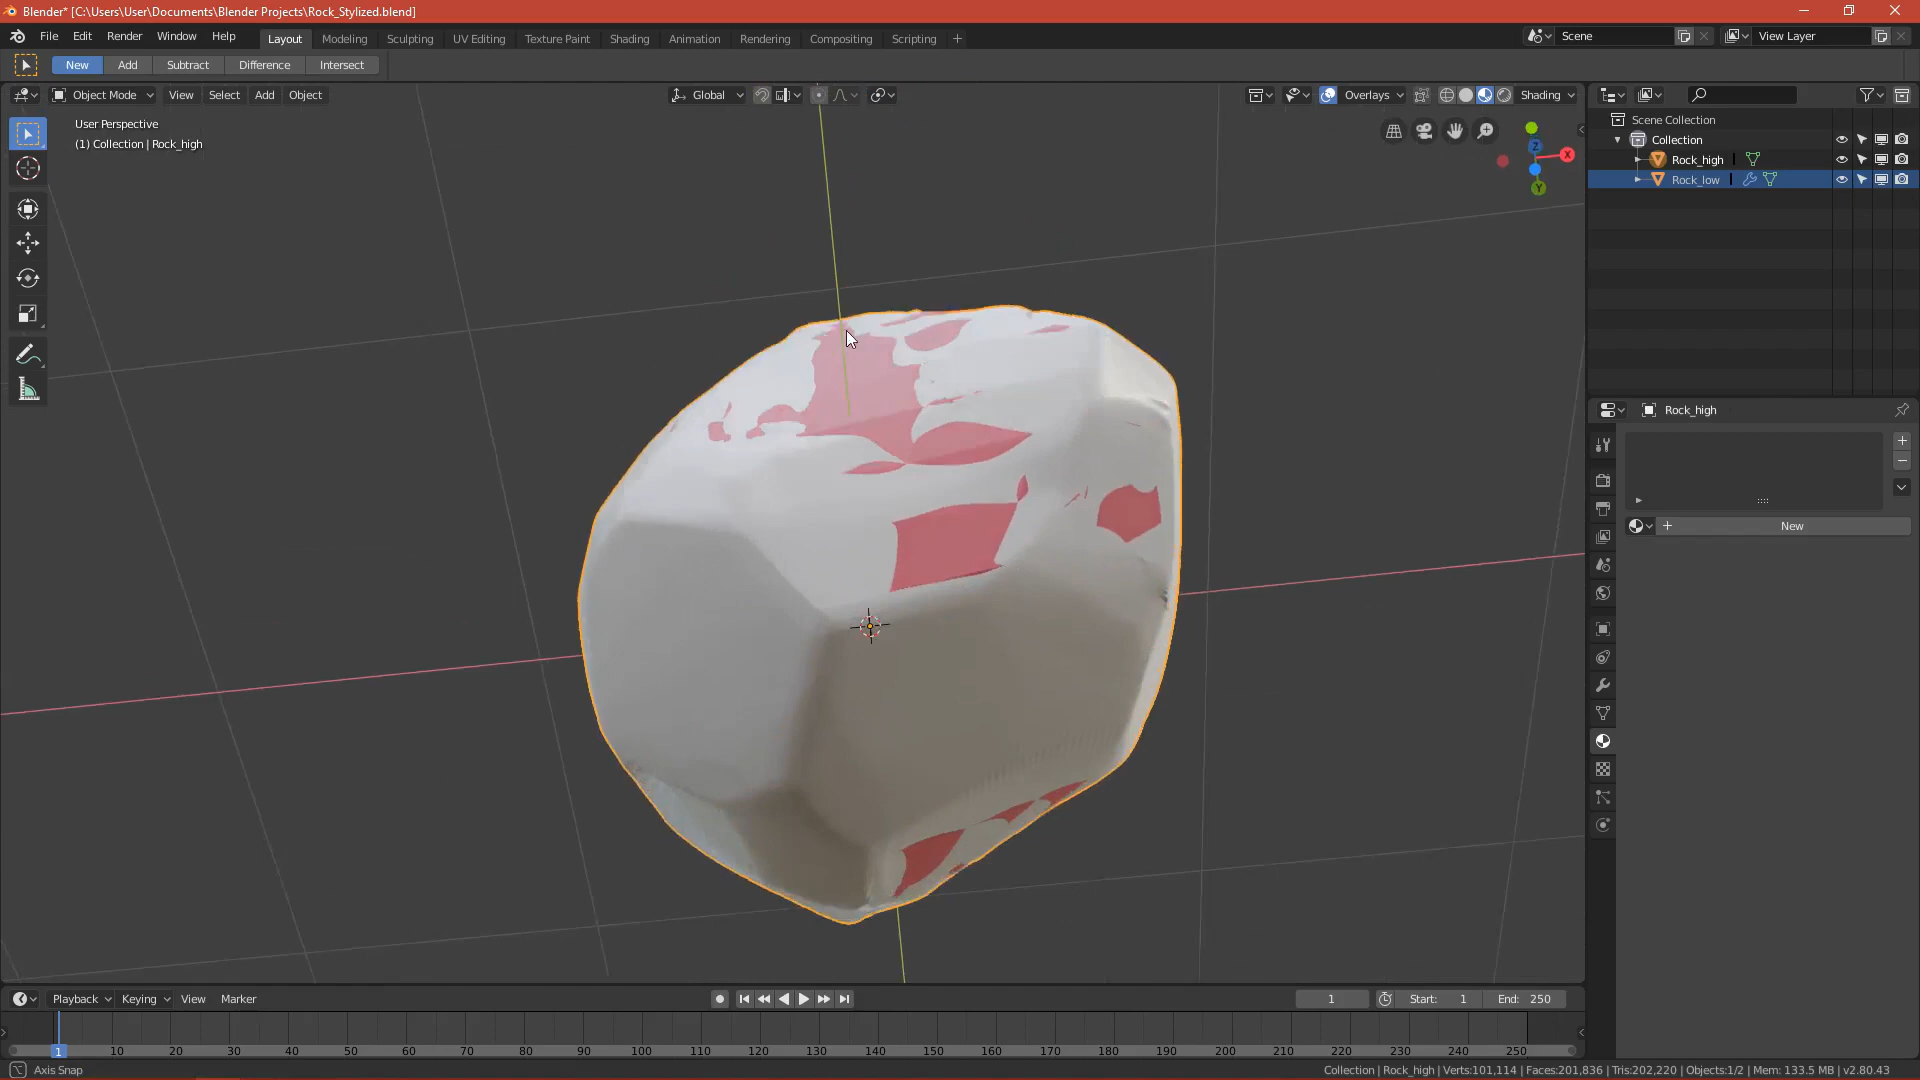 Blender* [C:\Users\User\Documents\Blender Projects\Rock_Stylized.blend]
File Edit Render Window Help
Layout Modeling Sculpting UV Editing Texture Paint Shading Animation Rendering Compositing Scripting +
Scene View Layer
New Add Subtract Difference Intersect
Object Mode View Select Add Object
Global
Overlays Shading
User Perspective
(1) Collection | Rock_high
Z X Y
Scene Collection
Collection
Rock_high
Rock_low
Rock_high
New
Playback Keying View Marker
1 Start: 1 End: 250
1 10 20 30 40 50 60 70 80 90 100 110 120 130 140 150 160 170 180 190 200 210 220 230 240 250
Axis Snap
Collection | Rock_high | Verts:101,114 | Faces:201,836 | Tris:202,220 | Objects:1/2 | Mem: 133.5 MB | v2.80.43